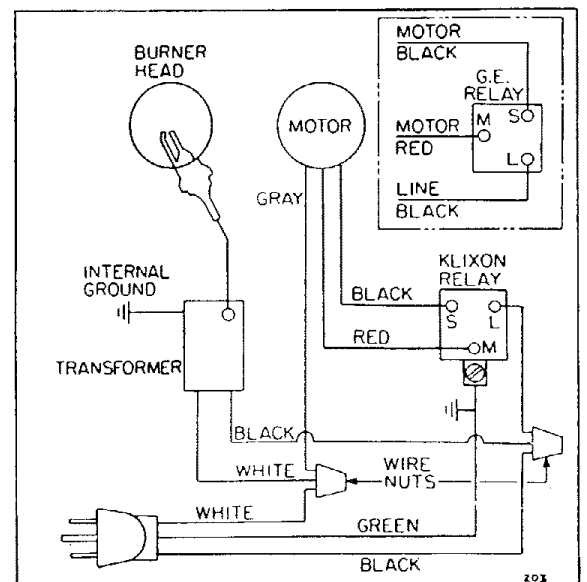 BURNER
HEAD
MOTOR
MOTOR
BLACK
G.E.
RELAY
M
S
L
MOTOR
RED
LINE
BLACK
GRAY
INTERNAL
GROUND
TRANSFORMER
KLIXON
RELAY
BLACK
S
L
RED
M
BLACK
WHITE
WIRE
NUTS
WHITE
GREEN
BLACK
203